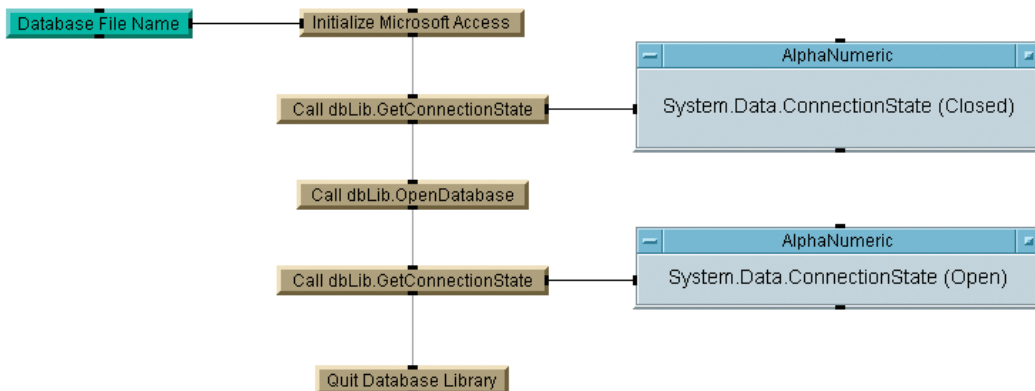 Database File Name
Initialize Microsoft Access
AlphaNumeric
Call dbLib.GetConnectionState
System.Data.ConnectionState (Closed)
Call dbLib.OpenDatabase
AlphaNumeric
Call dbLib.GetConnectionState
System.Data.ConnectionState (Open)
Quit Database Library